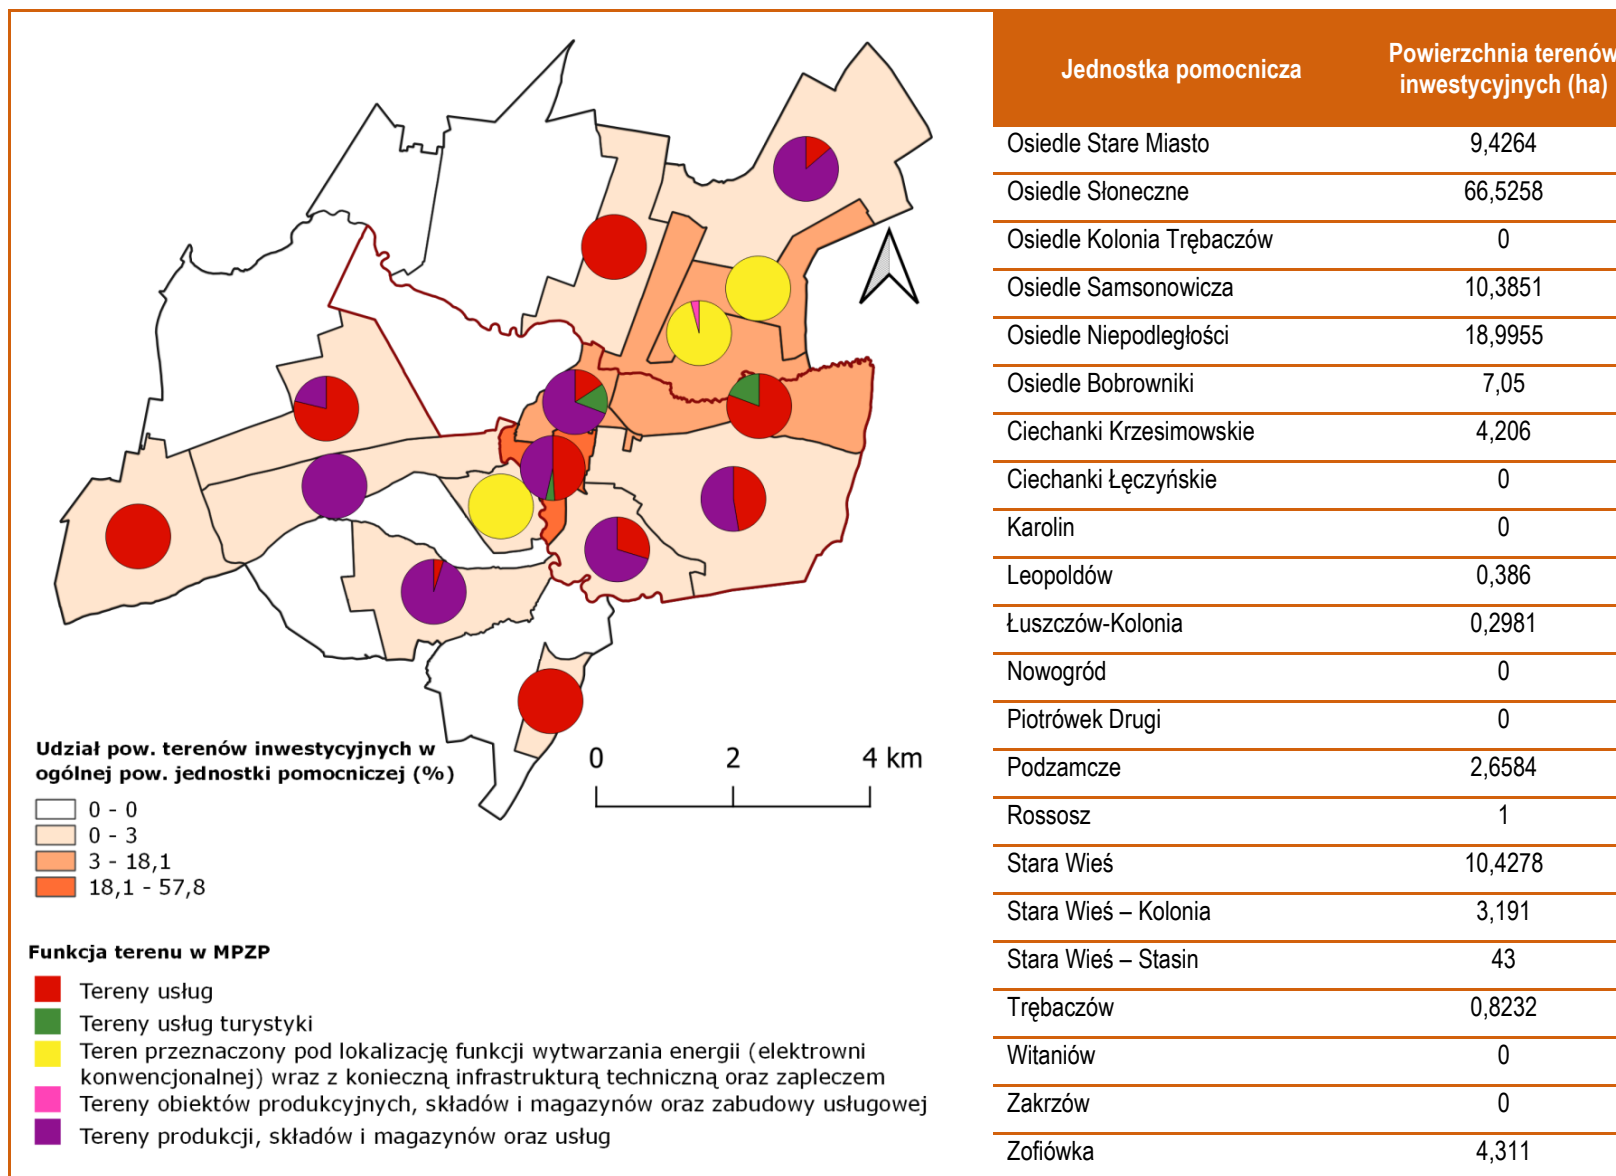 Udział pow. terenów inwestycyjnych w
ogólnej pow. jednostki pomocniczej (%)
0 - 0
0 - 3
3 - 18,1
18,1 - 57,8
0 2 4 km
Funkcja terenu w MPZP
Tereny usług
Tereny usług turystyki
Teren przeznaczony pod lokalizację funkcji wytwarzania energii (elektrowni
konwencjonalnej) wraz z konieczną infrastrukturą techniczną oraz zapleczem
Tereny obiektów produkcyjnych, składów i magazynów oraz zabudowy usługowej
Tereny produkcji, składów i magazynów oraz usług
Jednostka pomocnicza
Powierzchnia terenów
inwestycyjnych (ha)
Osiedle Stare Miasto 9,4264
Osiedle Słoneczne 66,5258
Osiedle Kolonia Trębaczów 0
Osiedle Samsonowicza 10,3851
Osiedle Niepodległości 18,9955
Osiedle Bobrowniki 7,05
Ciechanki Krzesimowskie 4,206
Ciechanki Łęczyńskie 0
Karolin 0
Leopoldów 0,386
Łuszczów-Kolonia 0,2981
Nowogród 0
Piotrówek Drugi 0
Podzamcze 2,6584
Rossosz 1
Stara Wieś 10,4278
Stara Wieś – Kolonia 3,191
Stara Wieś – Stasin 43
Trębaczów 0,8232
Witaniów 0
Zakrzów 0
Zofiówka 4,311